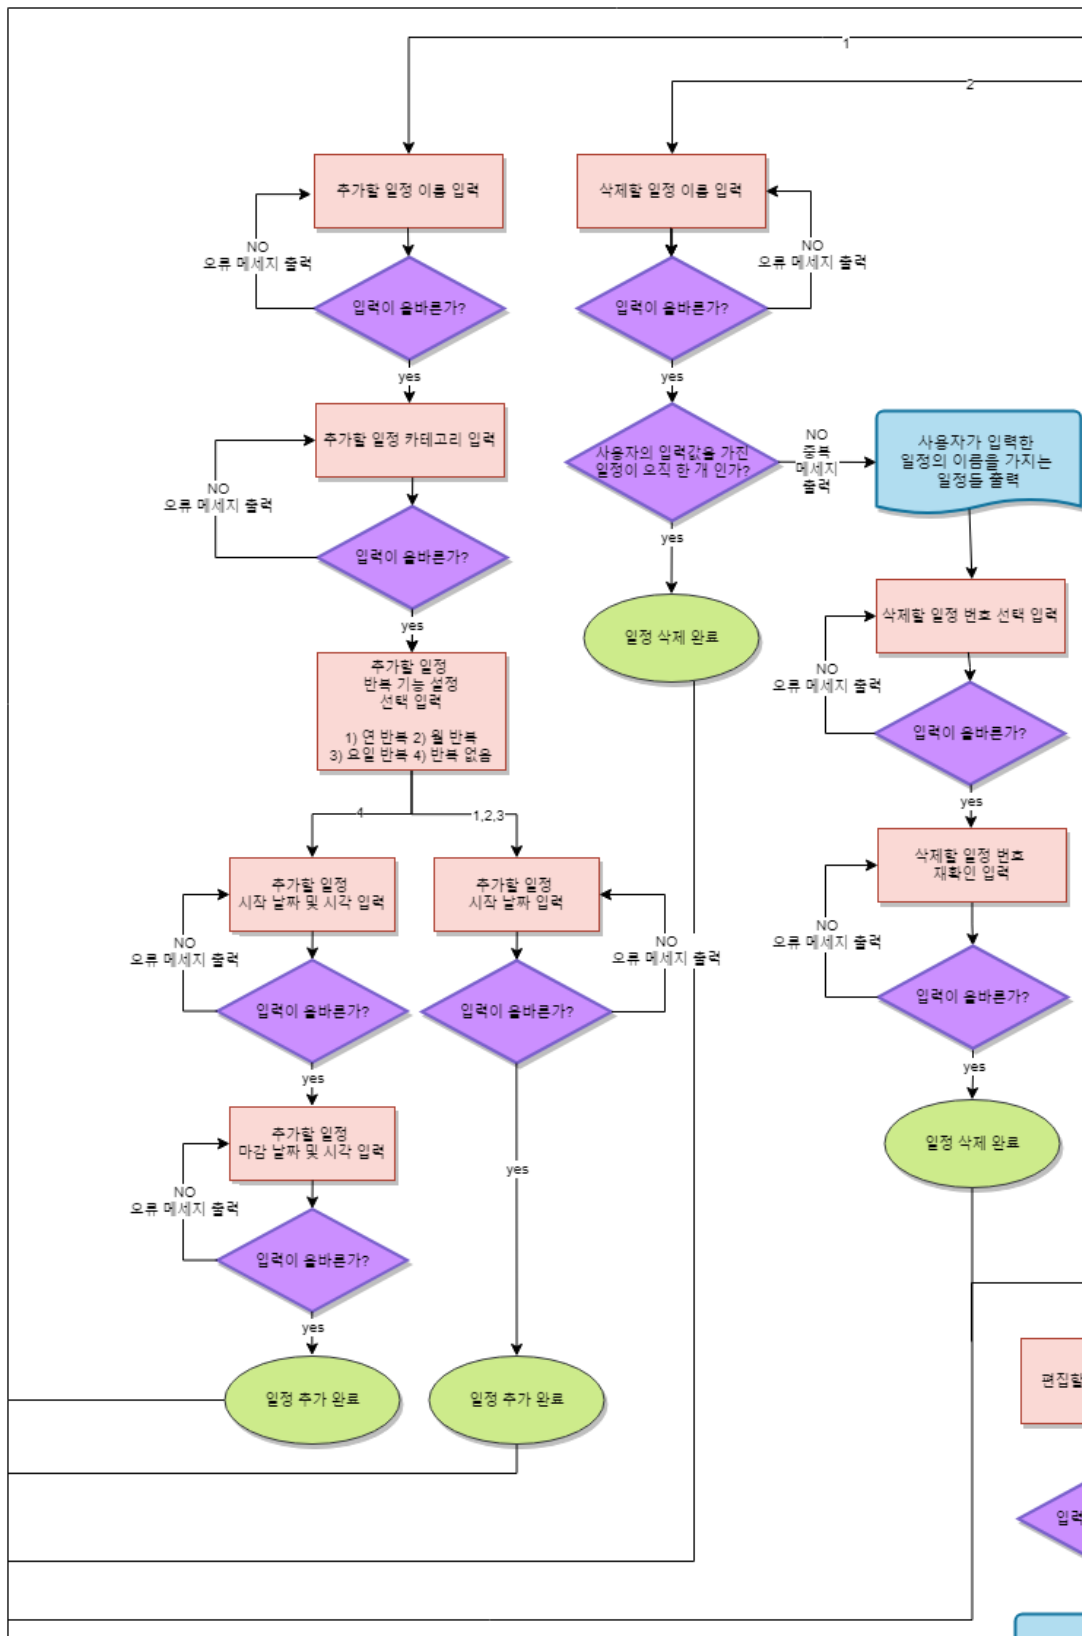 1
2
추가할 일정 이름 입력
NO
오류 메세지 출력
입력이 올바른가?
yes
추가할 일정 카테고리 입력
NO
오류 메세지 출력
입력이 올바른가?
yes
추가할 일정
반복 기능 설정
선택 입력
1) 연 반복 2) 월 반복
3) 요일 반복 4) 반복 없음
4
1,2,3
추가할 일정
시작 날짜 및 시각 입력
NO
오류 메세지 출력
입력이 올바른가?
yes
추가할 일정
마감 날짜 및 시각 입력
NO
오류 메세지 출력
입력이 올바른가?
yes
일정 추가 완료
추가할 일정
시작 날짜 입력
NO
오류 메세지 출력
입력이 올바른가?
yes
일정 추가 완료
삭제할 일정 이름 입력
NO
오류 메세지 출력
입력이 올바른가?
yes
사용자의 입력값을 가진
일정이 오직 한 개 인가?
yes
일정 삭제 완료
NO
중복
메세지
출력
사용자가 입력한
일정의 이름을 가지는
일정들 출력
삭제할 일정 번호 선택 입력
NO
오류 메세지 출력
입력이 올바른가?
yes
삭제할 일정 번호
재확인 입력
NO
오류 메세지 출력
입력이 올바른가?
yes
일정 삭제 완료
편집할
입력